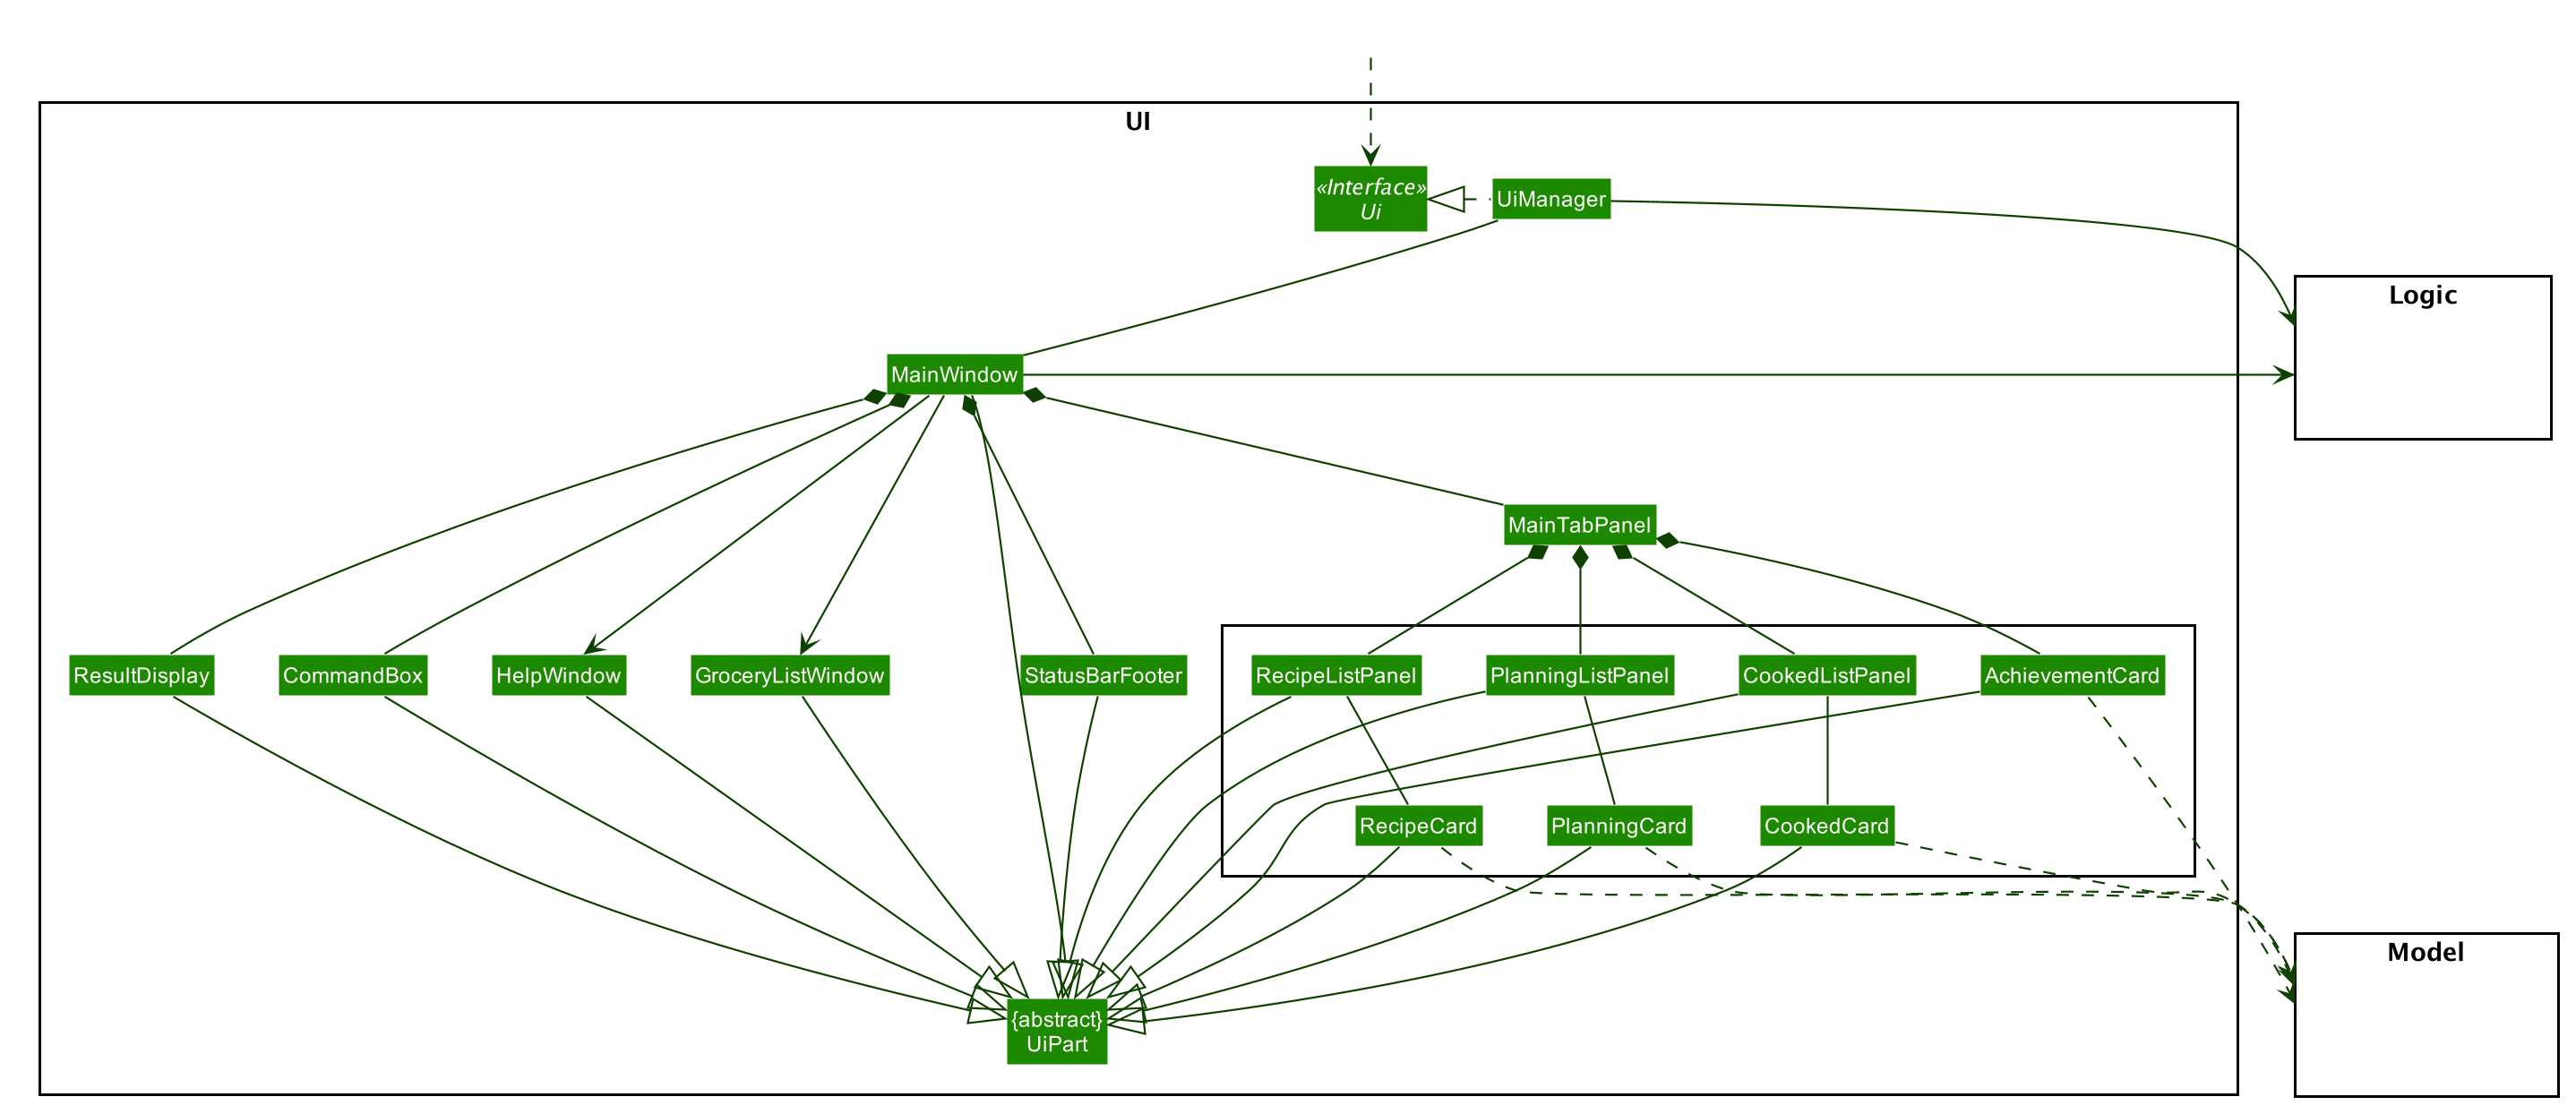 UI
«Interface»
Ui
UiManager
Logic
MainWindow
MainTabPanel
ResultDisplay
CommandBox
HelpWindow
GroceryListWindow
StatusBarFooter
RecipeListPanel
PlanningListPanel
CookedListPanel
AchievementCard
RecipeCard
PlanningCard
CookedCard
Model
{abstract}
UiPart